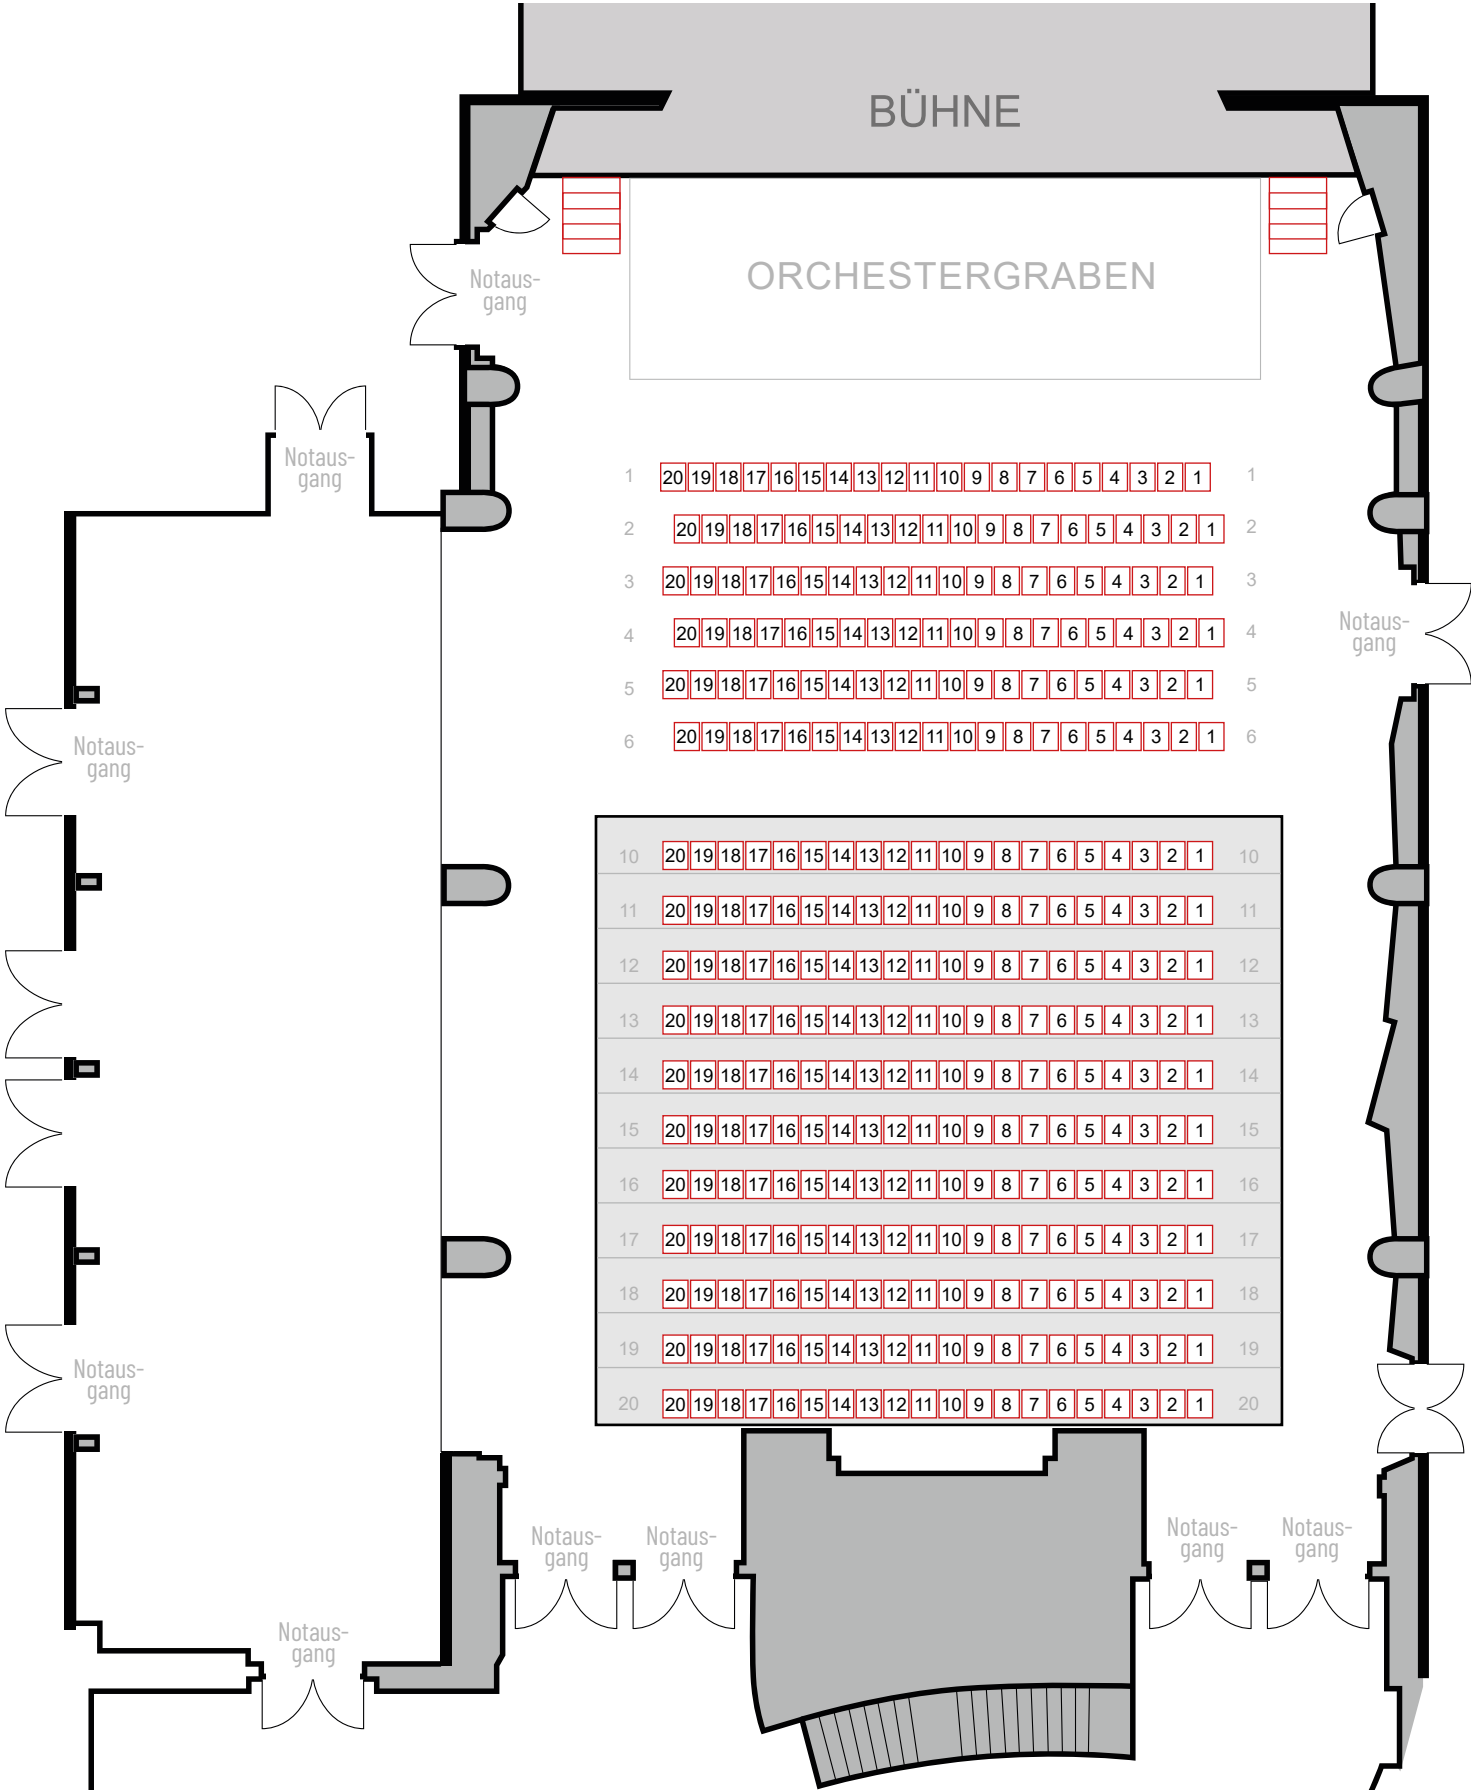 BÜHNE
ORCHESTERGRABEN
Notaus-
gang
Notaus-
gang
1 20 19 18 17 16 15 14 13 12 11 10 9 8 7 6 5 4 3 2 1 1
2 20 19 18 17 16 15 14 13 12 11 10 9 8 7 6 5 4 3 2 1 2
3 20 19 18 17 16 15 14 13 12 11 10 9 8 7 6 5 4 3 2 1 3
4 20 19 18 17 16 15 14 13 12 11 10 9 8 7 6 5 4 3 2 1 4
Notaus-
gang
5 20 19 18 17 16 15 14 13 12 11 10 9 8 7 6 5 4 3 2 1 5
6 20 19 18 17 16 15 14 13 12 11 10 9 8 7 6 5 4 3 2 1 6
Notaus-
gang
10 20 19 18 17 16 15 14 13 12 11 10 9 8 7 6 5 4 3 2 1 10
11 20 19 18 17 16 15 14 13 12 11 10 9 8 7 6 5 4 3 2 1 11
12 20 19 18 17 16 15 14 13 12 11 10 9 8 7 6 5 4 3 2 1 12
13 20 19 18 17 16 15 14 13 12 11 10 9 8 7 6 5 4 3 2 1 13
14 20 19 18 17 16 15 14 13 12 11 10 9 8 7 6 5 4 3 2 1 14
15 20 19 18 17 16 15 14 13 12 11 10 9 8 7 6 5 4 3 2 1 15
16 20 19 18 17 16 15 14 13 12 11 10 9 8 7 6 5 4 3 2 1 16
17 20 19 18 17 16 15 14 13 12 11 10 9 8 7 6 5 4 3 2 1 17
18 20 19 18 17 16 15 14 13 12 11 10 9 8 7 6 5 4 3 2 1 18
19 20 19 18 17 16 15 14 13 12 11 10 9 8 7 6 5 4 3 2 1 19
20 20 19 18 17 16 15 14 13 12 11 10 9 8 7 6 5 4 3 2 1 20
Notaus-
gang
Notaus-
gang
Notaus-
gang
Notaus-
gang
Notaus-
gang
Notaus-
gang